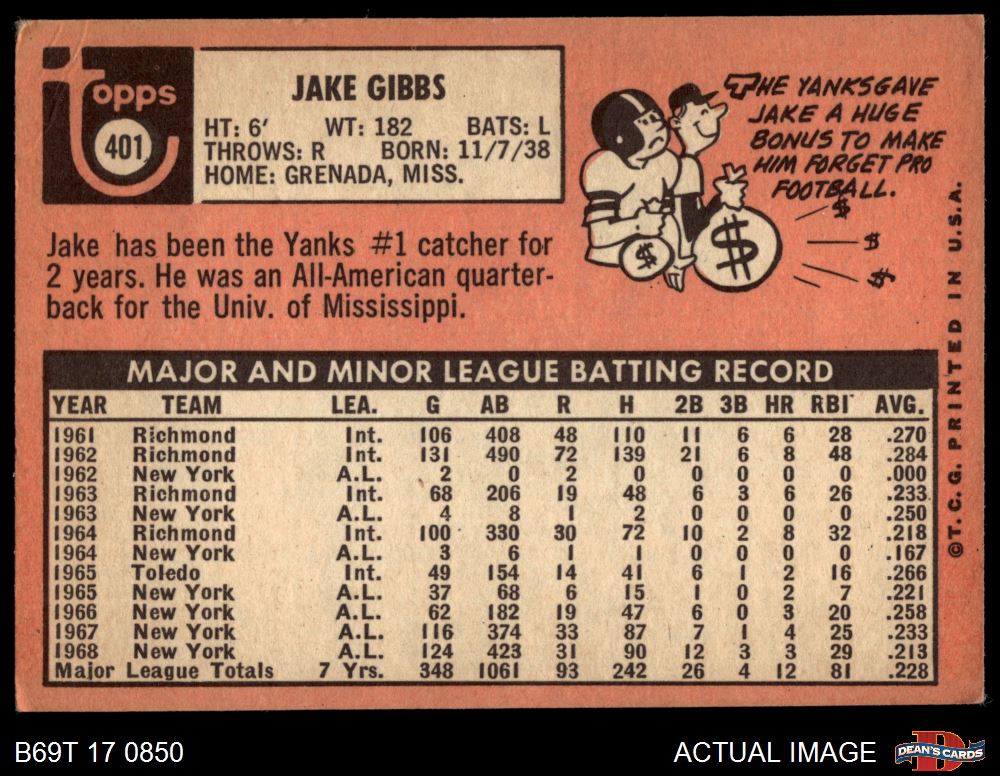 topps
401
JAKE GIBBS
HT: 6' WT: 182 BATS: L
THROWS: R BORN: 11/7/38
HOME: GRENADA, MISS.
THE YANKS GAVE
JAKE A HUGE
BONUS TO MAKE
HIM FORGET PRO
FOOTBALL.
$
$
$
$
$
Jake has been the Yanks #1 catcher for
2 years. He was an All-American quarter-
back for the Univ. of Mississippi.
MAJOR AND MINOR LEAGUE BATTING RECORD
YEAR TEAM LEA. G AB R H 2B 3B HR RBI AVG.
1961 Richmond Int. 106 408 48 110 11 6 6 28 .270
1962 Richmond Int. 131 490 72 139 21 6 8 48 .284
1962 New York A.L. 2 0 2 0 0 0 0 0 .000
1963 Richmond Int. 68 206 19 48 6 3 6 26 .233
1963 New York A.L. 4 8 1 2 0 0 0 0 .250
1964 Richmond Int. 100 330 30 72 10 2 8 32 .218
1964 New York A.L. 3 6 1 1 0 0 0 0 .167
1965 Toledo Int. 49 154 14 41 6 1 2 16 .266
1965 New York A.L. 37 68 6 15 1 0 2 7 .221
1966 New York A.L. 62 182 19 47 6 0 3 20 .258
1967 New York A.L. 116 374 33 87 7 1 4 25 .233
1968 New York A.L. 124 423 31 90 12 3 3 29 .213
Major League Totals 7 Yrs. 348 1061 93 242 26 4 12 81 .228
©T.C.G. PRINTED IN U.S.A.
B69T 17 0850
ACTUAL IMAGE
D
DEAN'S CARDS